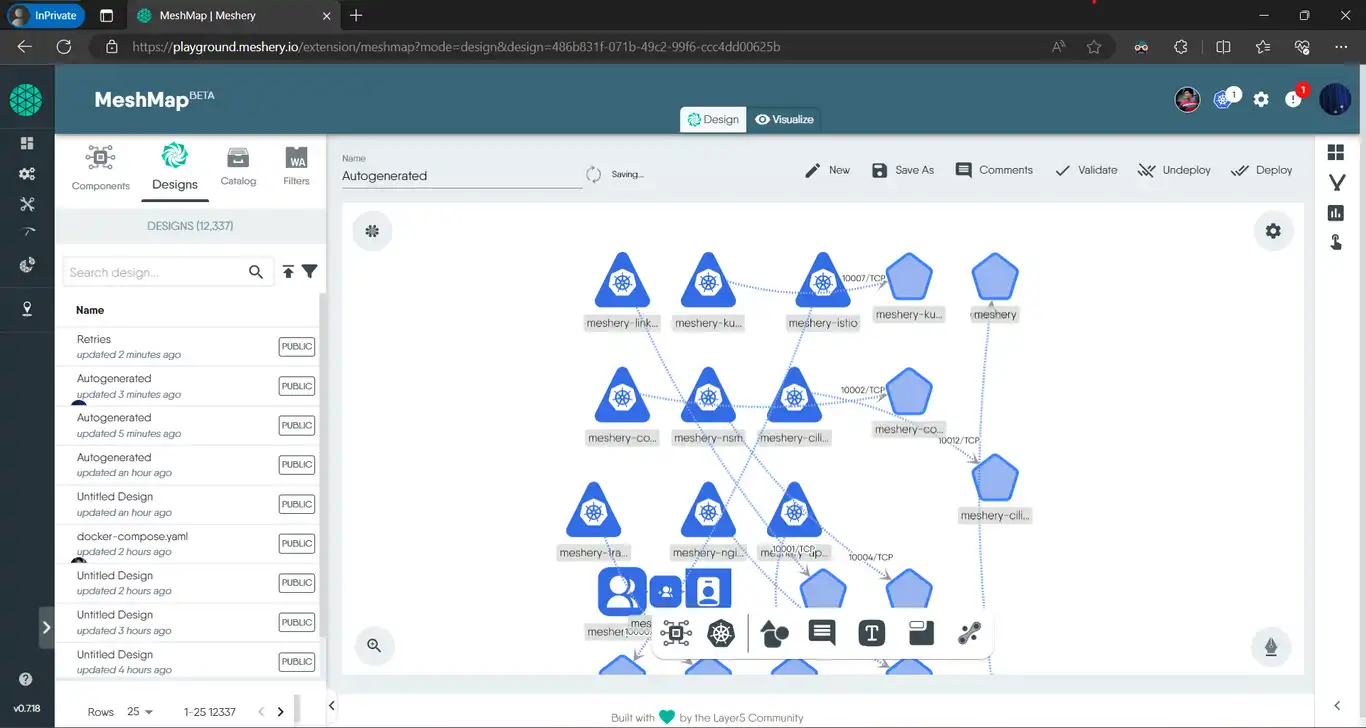 InPrivate
MeshMap | Meshery
https://playground.meshery.io/extension/meshmap?mode=design&design=486b831f-071b-49c2-99f6-ccc4dd00625b
MeshMap BETA
1
1
Design
Visualize
Components
Designs
Catalog
WA
Filters
Name
Autogenerated
Saving...
New
Save As
Comments
Validate
Undeploy
Deploy
DESIGNS (12,337)
Search design...
Name
Retries
updated 2 minutes ago
PUBLIC
Autogenerated
updated 3 minutes ago
PUBLIC
Autogenerated
updated 5 minutes ago
PUBLIC
Autogenerated
updated an hour ago
PUBLIC
Untitled Design
updated an hour ago
PUBLIC
docker-compose.yaml
updated 2 hours ago
PUBLIC
Untitled Design
updated 2 hours ago
PUBLIC
Untitled Design
updated 3 hours ago
PUBLIC
Untitled Design
updated 4 hours ago
PUBLIC
Rows 25
1-25 12337
v0.7.18
10007/TCP
meshery-link...
meshery-ku...
meshery-istio
meshery-ku...
meshery
10002/TCP
meshery-co...
meshery-nsm
meshery-cili...
meshery-co...
10012/TCP
meshery-cili...
meshery-tra...
meshery-ngi...
10001/TCP
10004/TCP
T
Built with by the Layer5 Community